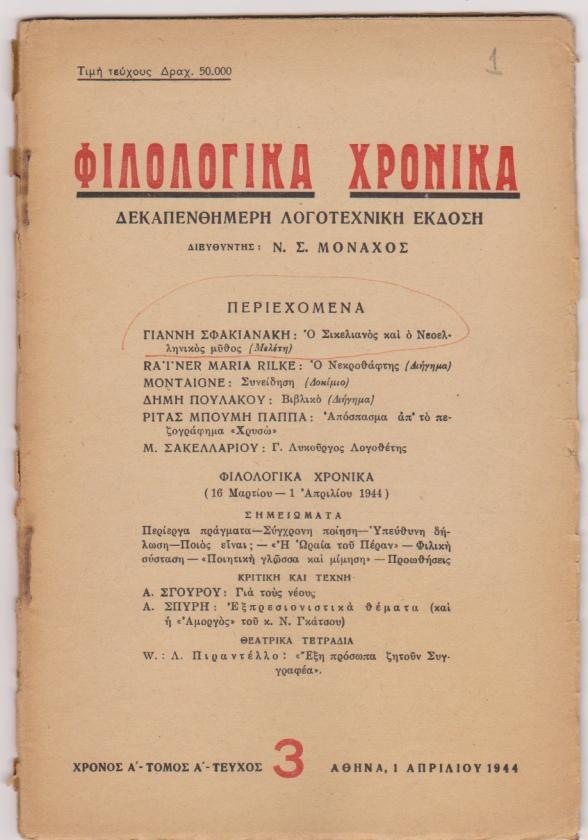 1
Τιμὴ τεύχους Δραχ. 50.000
ΦΙΛΟΛΟΓΙΚΑ ΧΡΟΝΙΚΑ
ΔΕΚΑΠΕΝΘΗΜΕΡΗ ΛΟΓΟΤΕΧΝΙΚΗ ΕΚΔΟΣΗ
ΔΙΕΥΘΥΝΤΗΣ: Ν. Σ. ΜΟΝΑΧΟΣ
ΠΕΡΙΕΧΟΜΕΝΑ
ΓΙΑΝΝΗ ΣΦΑΚΙΑΝΑΚΗ: Ὁ Σικελιανὸς καὶ ὁ Νεοελ-
ληνικὸς μῦθος (Μελέτη)
RA·I·NER MARIA RILKE: Ὁ Νεκροθάφτης (Διήγημα)
MONTAIGNE: Συνείδηση (Δοκίμιο)
ΔΗΜΗ ΠΟΥΛΑΚΟΥ: Βιβλικὸ (Διήγημα)
ΡΙΤΑΣ ΜΠΟΥΜΗ ΠΑΠΠΑ: Ἀπόσπασμα ἀπ' τὸ πε-
ζογράφημα «Χρυσὼ»
Μ. ΣΑΚΕΛΛΑΡΙΟΥ: Γ. Λυκοῦργος Λογοθέτης
ΦΙΛΟΛΟΓΙΚΑ ΧΡΟΝΙΚΑ
(16 Μαρτίου—1 Ἀπριλίου 1944)
ΣΗΜΕΙΩΜΑΤΑ
Περίεργα πράγματα—Σύγχρονη ποίηση—Ὑπεύθυνη δή-
λωση—Ποιὸς εἶναι; — «Ἡ Ὡραία τοῦ Πέραν» — Φιλικὴ
σύσταση — «Ποιητικὴ γλῶσσα καὶ μίμηση» — Προωθήσεις
ΚΡΙΤΙΚΗ ΚΑΙ ΤΕΧΝΗ
Α. ΣΓΟΥΡΟΥ: Γιὰ τοὺς νέους
Α. ΣΠΥΡΗ: Ἐξπρεσιονιστικὰ θέματα (καὶ
ἡ «Ἀμοργὸς» τοῦ κ. Ν. Γκάτσου)
ΘΕΑΤΡΙΚΑ ΤΕΤΡΑΔΙΑ
W.: Λ. Πιραντέλλο: «Ἕξη πρόσωπα ζητοῦν Συγ-
γραφέα».
ΧΡΟΝΟΣ Α'- ΤΟΜΟΣ Α'- ΤΕΥΧΟΣ 3 ΑΘΗΝΑ, 1 ΑΠΡΙΛΙΟΥ 1944